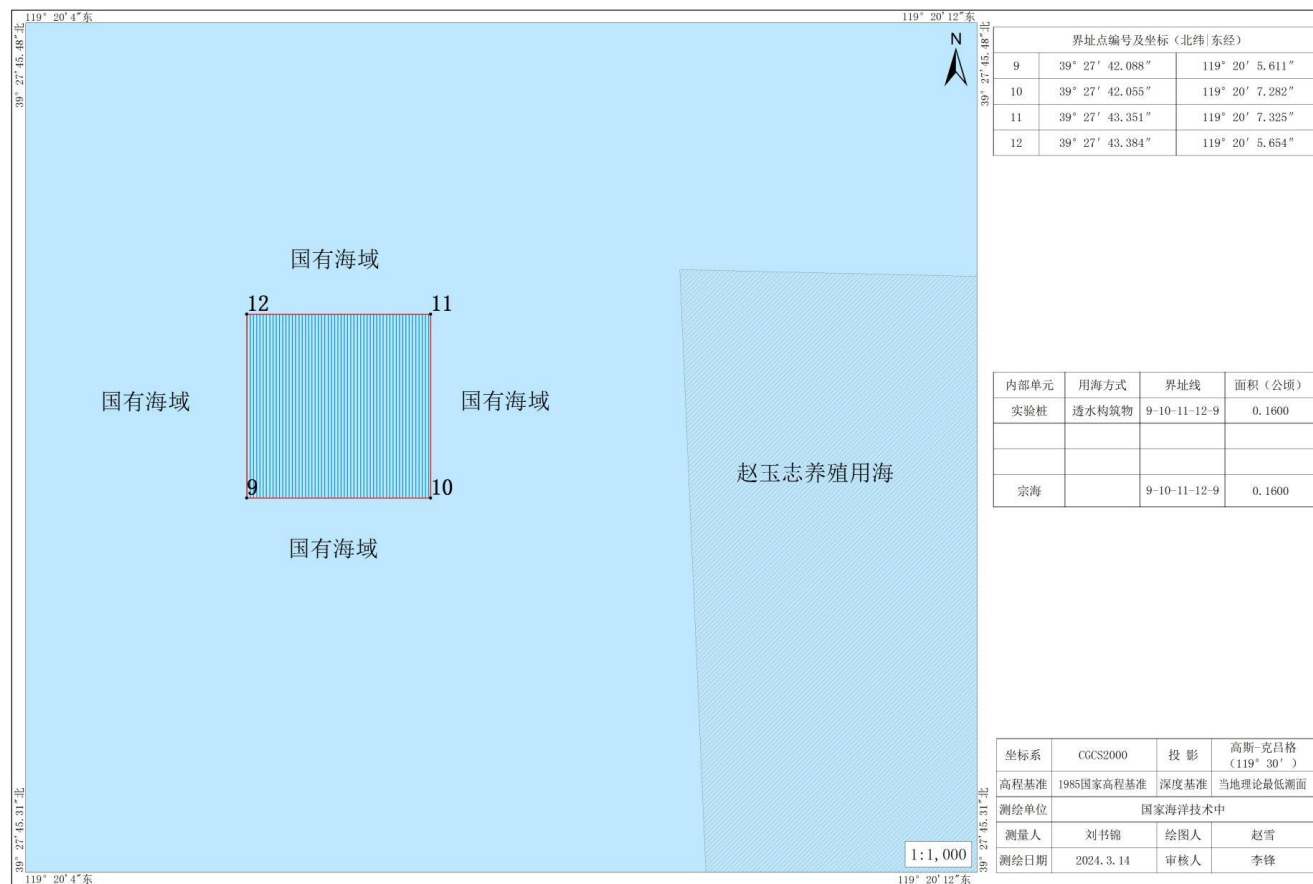 119° 20′4″东
119° 20′12″东
39° 27′45.48″北
39° 27′45.48″北
N
界址点编号及坐标（北纬|东经）
9 39° 27′ 42.088″ 119° 20′ 5.611″
10 39° 27′ 42.055″ 119° 20′ 7.282″
11 39° 27′ 43.351″ 119° 20′ 7.325″
12 39° 27′ 43.384″ 119° 20′ 5.654″
国有海域
12
11
国有海域
国有海域
9
10
国有海域
赵玉志养殖用海
内部单元 用海方式 界址线 面积（公顷）
实验桩 透水构筑物 9-10-11-12-9 0.1600
宗海 9-10-11-12-9 0.1600
坐标系 CGCS2000 投 影 高斯-克吕格
（119° 30′ ）
高程基准 1985国家高程基准 深度基准 当地理论最低潮面
测绘单位 国家海洋技术中
测量人 刘书锦 绘图人 赵雪
测绘日期 2024.3.14 审核人 李锋
1:1,000
39° 27′45.31″北
39° 27′45.31″北
119° 20′4″东
119° 20′12″东